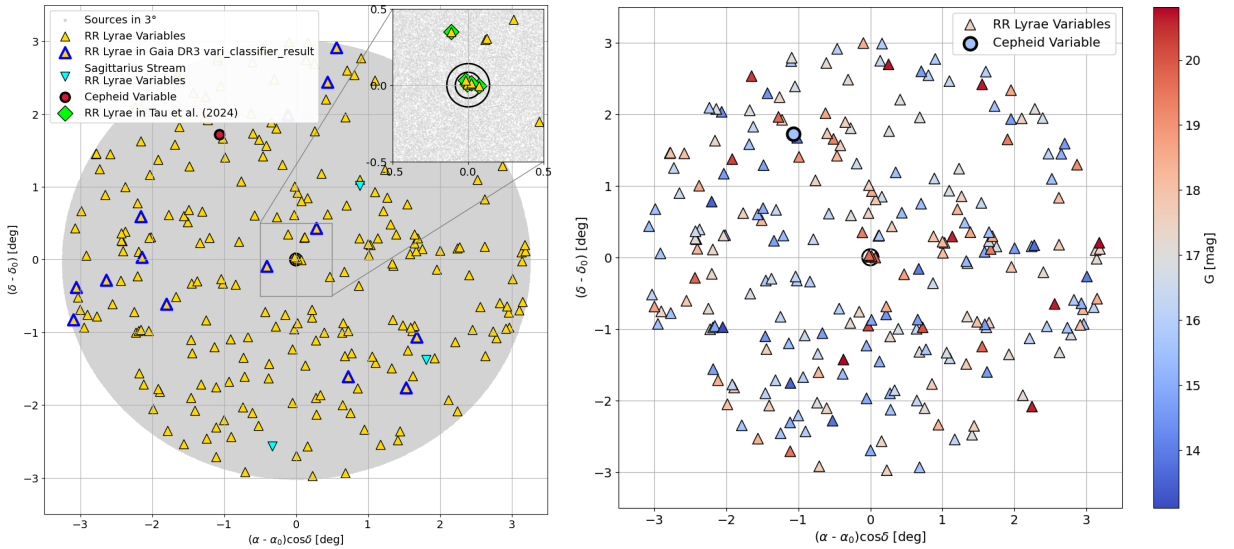 Sources in 3°
RR Lyrae Variables
RR Lyrae in Gaia DR3 vari_classifier_result
Sagittarius Stream
RR Lyrae Variables
Cepheid Variable
RR Lyrae in Tau et al. (2024)
0.5
0.0
-0.5
-0.5
0.0
0.5
3
2
1
0
−1
−2
−3
(δ - δ₀) [deg]
−3
−2
−1
0
1
2
3
(α - α₀)cosδ [deg]
RR Lyrae Variables
Cepheid Variable
3
2
1
0
−1
−2
−3
(δ - δ₀) [deg]
−3
−2
−1
0
1
2
3
(α - α₀)cosδ [deg]
20
19
18
17
16
15
14
G [mag]